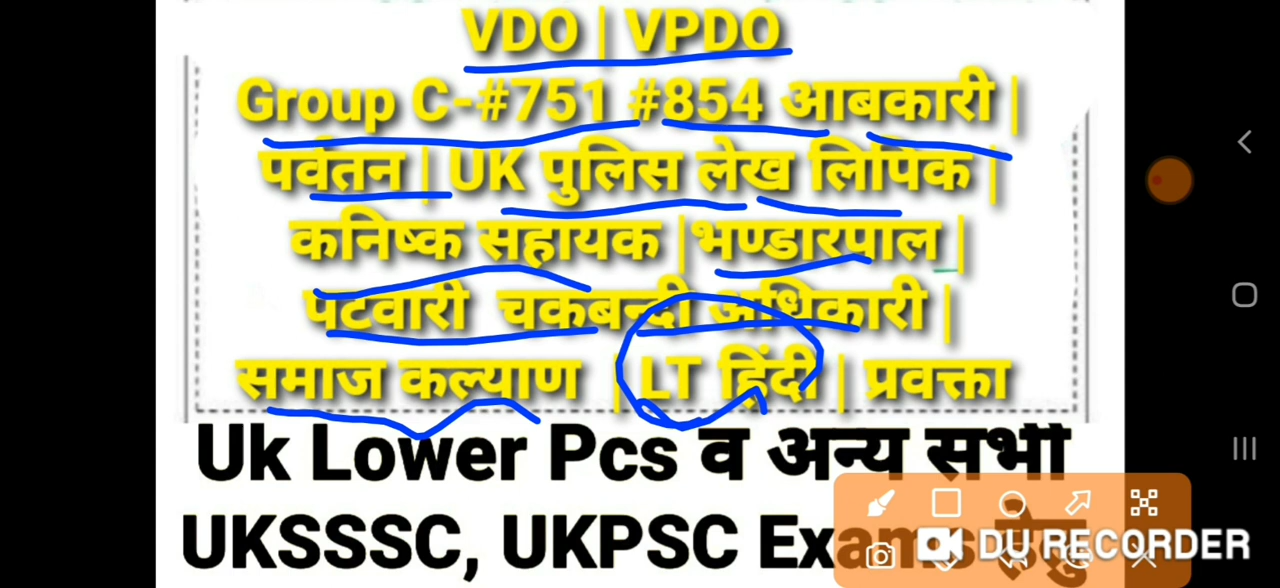 VDO | VPDO
Group C-#751 #854 आबकारी |
पर्वतन | UK पुलिस लेख लिपिक |
कनिष्क सहायक |भण्डारपाल |
पटवारी चकबन्दी अधिकारी |
समाज कल्याण | LT हिंदी | प्रवक्ता
Uk Lower Pcs व अन्य सभी
UKSSSC, UKPSC Exams हेतु
DU RECORDER